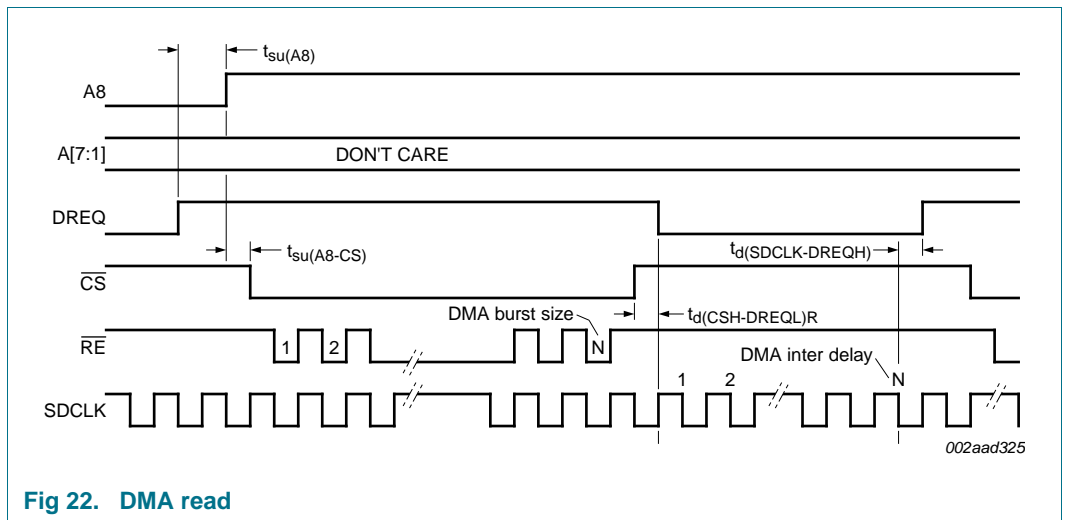 tsu(A8)
A8
A[7:1]
DON'T CARE
DREQ
tsu(A8-CS)
td(SDCLK-DREQH)
CS
DMA burst size
td(CSH-DREQL)R
RE
1
2
N
DMA inter delay
1
2
N
SDCLK
002aad325
Fig 22. DMA read